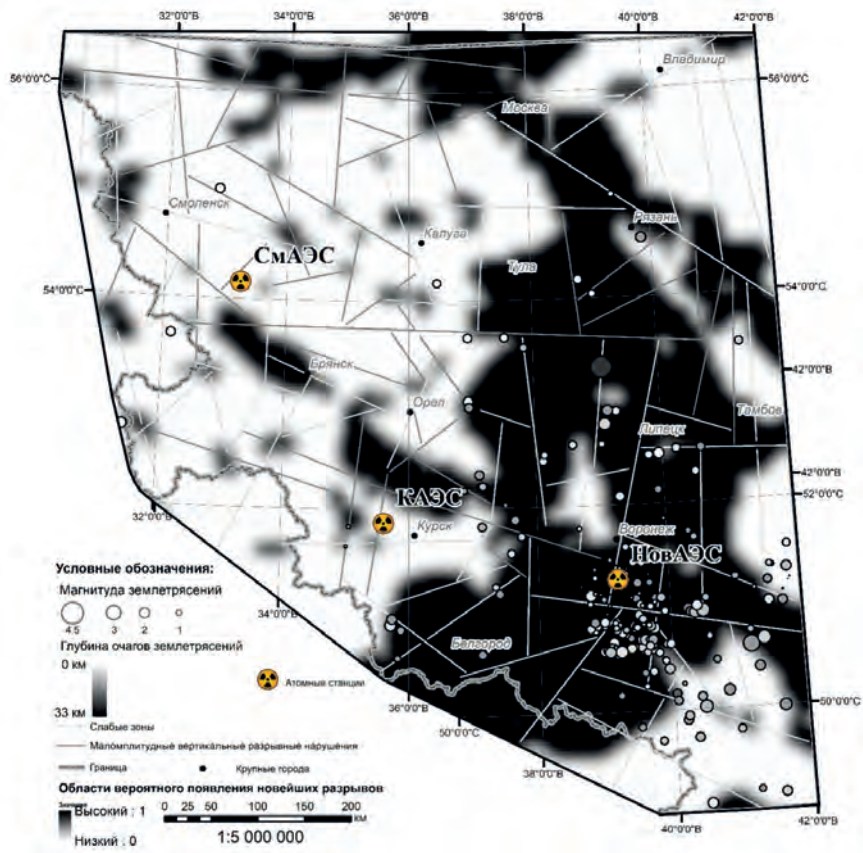 32°0'0"В
34°0'0"В
36°0'0"В
40°0'0"В
42°0'0"В
56°0'0"С
56°0'0"С
Владимир
Москва
Смоленск
Рязань
Калуга
СмАЭС
Тула
54°0'0"С
54°0'0"С
Брянск
42°0'0"В
Орел
Тамбов
Липецк
42°0'0"В
КАЭС
52°0'0"С
32°0'0"В
Курск
Воронеж
НовАЭС
Условные обозначения:
Магнитуда землетрясений
4.5 3 2 1
34°0'0"В
Глубина очагов землетрясений
0 км
33 км
Белгород
Атомные станции
36°0'0"В
50°0'0"С
50°0'0"С
Слабые зоны
Маломплитудные вертикальные разрывные нарушения
Граница
Крупные города
38°0'0"В
Области вероятного появления новейших разрывов
Высокий : 1
Низкий : 0
0 25 50 100 150 200
км
1:5 000 000
40°0'0"В
42°0'0"В